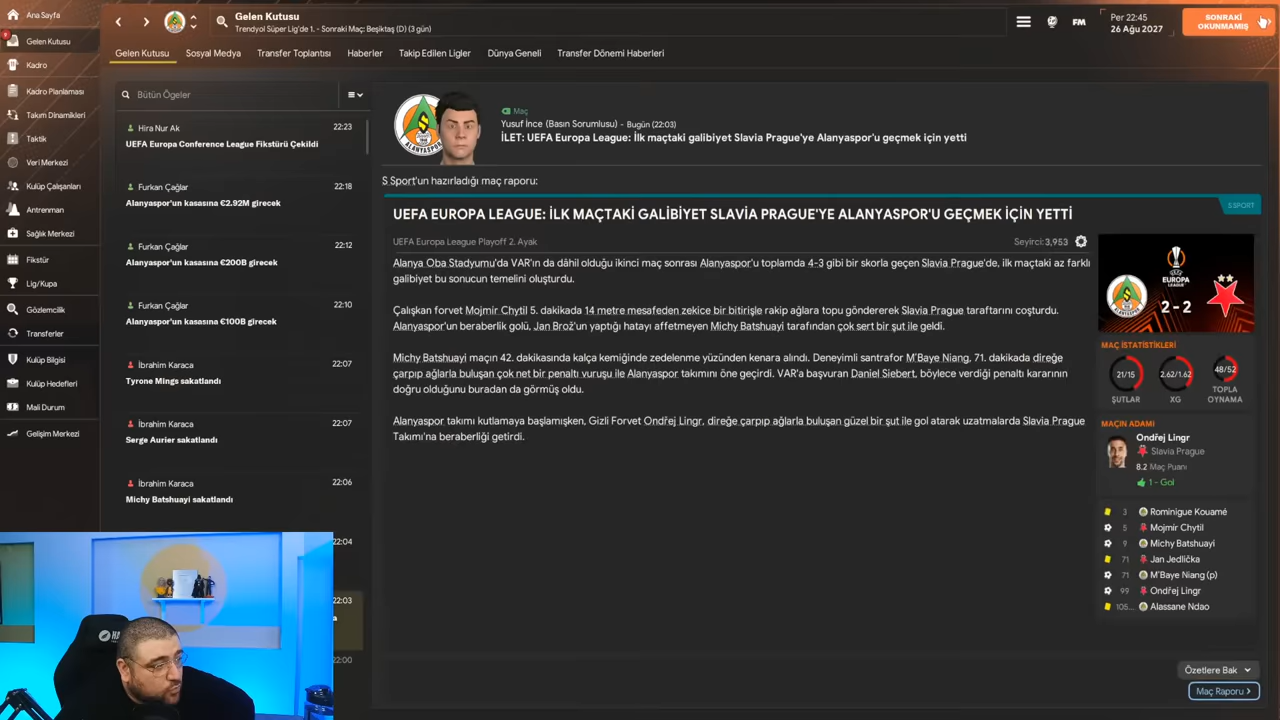 Ana Sayfa
9
Gelen Kutusu
Kadro
Kadro Planlaması
Takım Dinamikleri
Taktik
Veri Merkezi
Kulüp Çalışanları
Antrenman
Sağlık Merkezi
Fikstür
Lig/Kupa
Gözlemcilik
Transferler
Kulüp Bilgisi
Kulüp Hedefleri
Mali Durum
Gelişim Merkezi
Gelen Kutusu
Trendyol Süper Lig'de 1. - Sonraki Maç: Beşiktaş (D) (3 gün)
FM
Per 22:45
26 Ağu 2027
SONRAKİ
OKUNMAMIŞ
Gelen Kutusu
Sosyal Medya
Transfer Toplantısı
Haberler
Takip Edilen Ligler
Dünya Geneli
Transfer Dönemi Haberleri
Bütün Ögeler
Hira Nur Ak 22:23
UEFA Europa Conference League Fikstürü Çekildi
Furkan Çağlar 22:18
Alanyaspor'un kasasına €2.92M girecek
Furkan Çağlar 22:12
Alanyaspor'un kasasına €200B girecek
Furkan Çağlar 22:10
Alanyaspor'un kasasına €100B girecek
İbrahim Karaca 22:07
Tyrone Mings sakatlandı
İbrahim Karaca 22:07
Serge Aurier sakatlandı
İbrahim Karaca 22:06
Michy Batshuayi sakatlandı
22:04
22:03
22:00
Maç
Yusuf İnce (Basın Sorumlusu) - Bugün (22:03)
İLET: UEFA Europa League: İlk maçtaki galibiyet Slavia Prague'ye Alanyaspor'u geçmek için yetti
S Sport'un hazırladığı maç raporu:
S SPORT
UEFA EUROPA LEAGUE: İLK MAÇTAKİ GALİBİYET SLAVİA PRAGUE'YE ALANYASPOR'U GEÇMEK İÇİN YETTİ
UEFA Europa League Playoff 2. Ayak
Seyirci: 3,953
Alanya Oba Stadyumu'da VAR'ın da dâhil olduğu ikinci maç sonrası Alanyaspor'u toplamda 4-3 gibi bir skorla geçen Slavia Prague'de, ilk maçtaki az farklı
galibiyet bu sonucun temelini oluşturdu.
Çalışkan forvet Mojmir Chytil 5. dakikada 14 metre mesafeden zekice bir bitirişle rakip ağlara topu göndererek Slavia Prague taraftarını coşturdu.
Alanyaspor'un beraberlik golü, Jan Brož'un yaptığı hatayı affetmeyen Michy Batshuayi tarafından çok sert bir şut ile geldi.
Michy Batshuayi maçın 42. dakikasında kalça kemiğinde zedelenme yüzünden kenara alındı. Deneyimli santrafor M'Baye Niang, 71. dakikada direğe
çarpıp ağlarla buluşan çok net bir penaltı vuruşu ile Alanyaspor takımını öne geçirdi. VAR'a başvuran Daniel Siebert, böylece verdiği penaltı kararının
doğru olduğunu buradan da görmüş oldu.
Alanyaspor takımı kutlamaya başlamışken, Gizli Forvet Ondřej Lingr, direğe çarpıp ağlarla buluşan güzel bir şut ile gol atarak uzatmalarda Slavia Prague
Takımı'na beraberliği getirdi.
EUROPA
LEAGUE
2 - 2
MAÇ İSTATİSTİKLERİ
21/15
2.62/1.62
48/52
ŞUTLAR
XG
TOPLA
OYNAMA
MAÇIN ADAMI
Ondřej Lingr
Slavia Prague
8.2 Maç Puanı
1 - Gol
3 Rominigue Kouamé
5 Mojmir Chytil
9 Michy Batshuayi
71 Jan Jedlička
71 M'Baye Niang (p)
99 Ondřej Lingr
105... Alassane Ndao
Özetlere Bak
Maç Raporu >